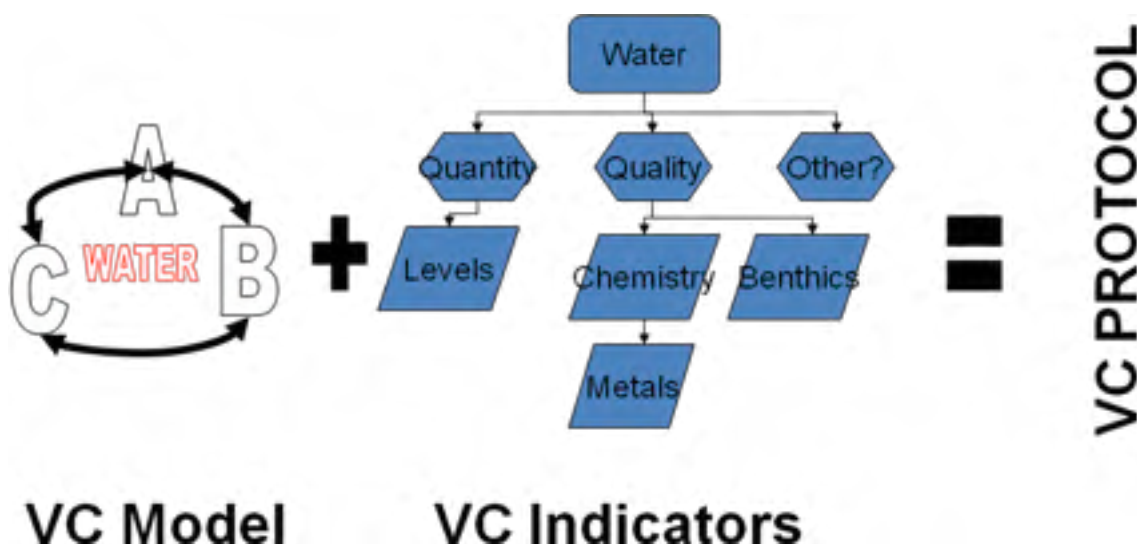 A
C
WATER
B
+
Water
Quantity
Quality
Other?
Levels
Chemistry
Benthics
Metals
=
VC PROTOCOL
VC Model
VC Indicators